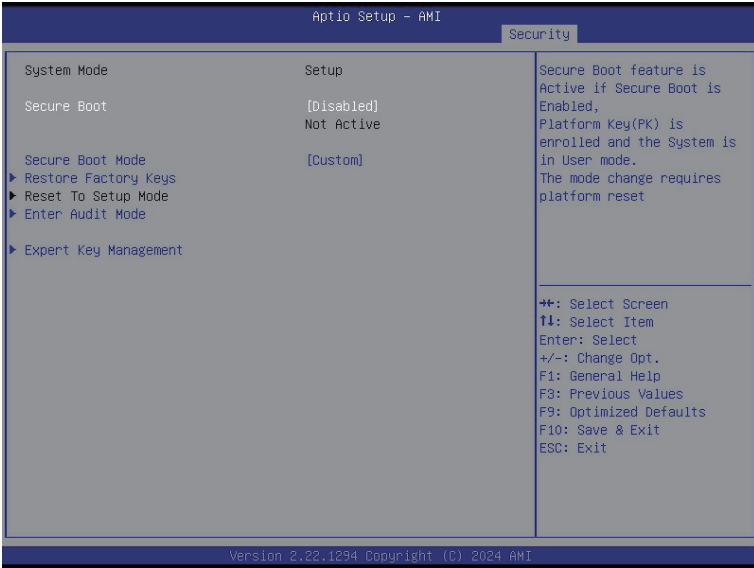 Aptio Setup – AMI
Security
System Mode Setup
Secure Boot [Disabled]
Not Active
Secure Boot Mode [Custom]
Restore Factory Keys
Reset To Setup Mode
Enter Audit Mode
Expert Key Management
Secure Boot feature is
Active if Secure Boot is
Enabled,
Platform Key(PK) is
enrolled and the System is
in User mode.
The mode change requires
platform reset
→←: Select Screen
↑↓: Select Item
Enter: Select
+/-: Change Opt.
F1: General Help
F3: Previous Values
F9: Optimized Defaults
F10: Save & Exit
ESC: Exit
Version 2.22.1294 Copyright (C) 2024 AMI